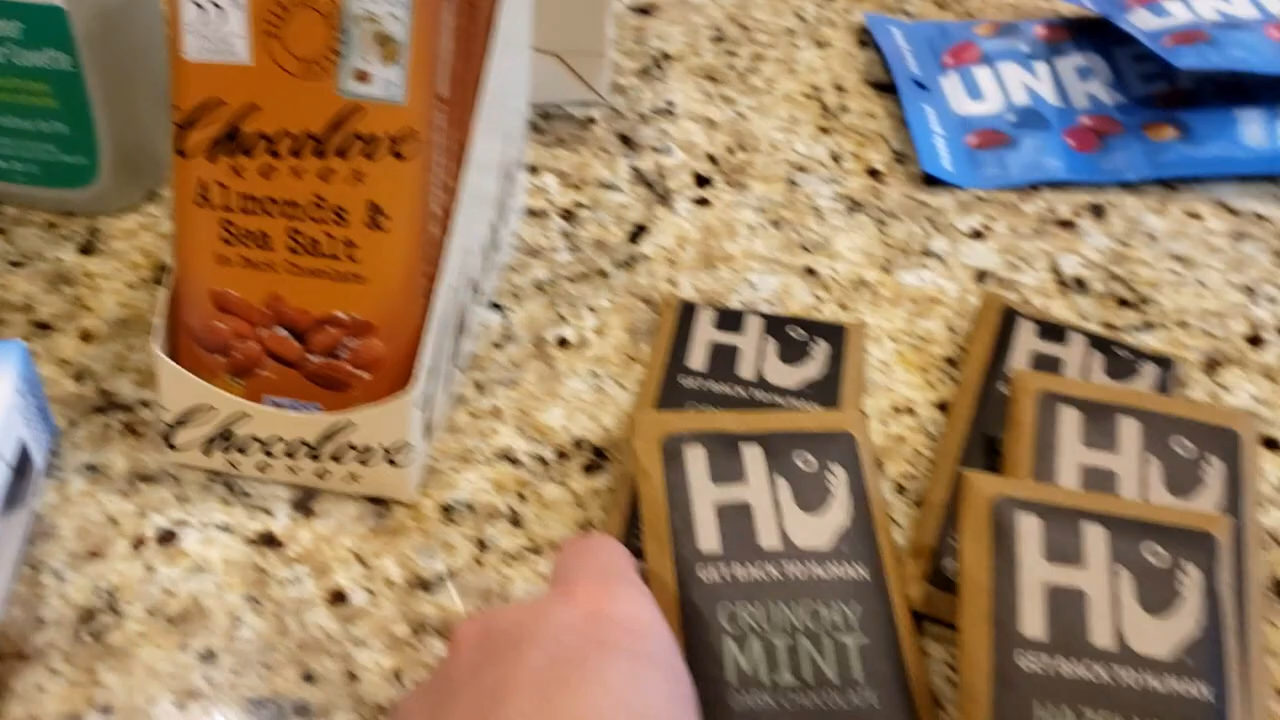 Chocolove
Almonds &
Sea Salt
in Dark Chocolate
Chocolove
UNRE
UN
HU
GET BACK TO HUMAN
HU
GET BACK TO HUMAN
CRUNCHY
MINT
DARK CHOCOLATE
HU
HU
HU
GET BACK TO HUMAN